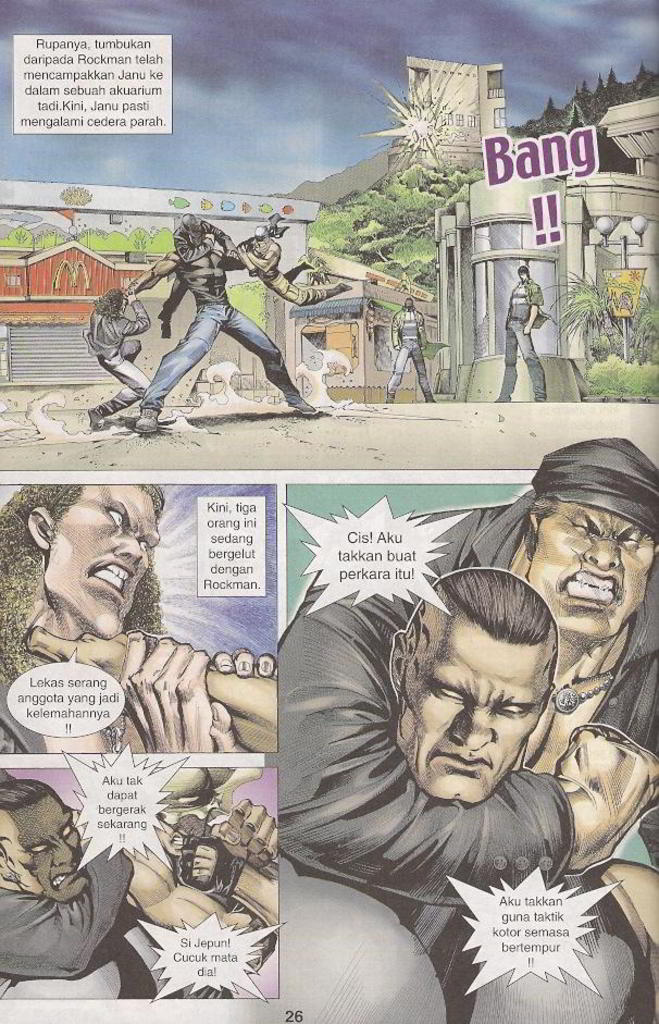 Rupanya, tumbukan
daripada Rockman telah
mencampakkan Janu ke
dalam sebuah akuarium
tadi.Kini, Janu pasti
mengalami cedera parah.
Bang
!!
Kini, tiga
orang ini
sedang
bergelut
dengan
Rockman.
Lekas serang
anggota yang jadi
kelemahannya
!!
Cis! Aku
takkan buat
perkara itu!
Aku tak
dapat
bergerak
sekarang
!!
Si Jepun!
Cucuk mata
dia!
Aku takkan
guna taktik
kotor semasa
bertempur
!!
26